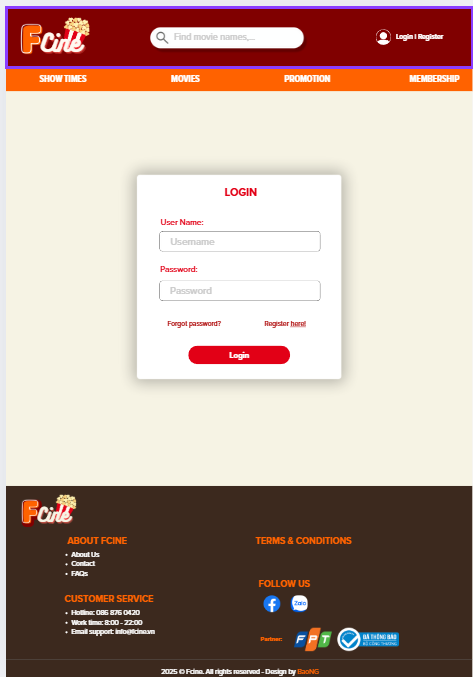 FCine
Find movie names,...
Login | Register
SHOW TIMES MOVIES PROMOTION MEMBERSHIP
LOGIN
User Name:
Username
Password:
Password
Forgot password? Register here!
Login
FCine
ABOUT FCINE
• About Us
• Contact
• FAQs
CUSTOMER SERVICE
• Hotline: 086 876 0420
• Work time: 8:00 - 22:00
• Email support: info@fcine.vn
TERMS & CONDITIONS
FOLLOW US
Zalo
Partner:
FPT
ĐÃ THÔNG BÁO
BỘ CÔNG THƯƠNG
2025 © Fcine. All rights reserved - Design by BaoNG